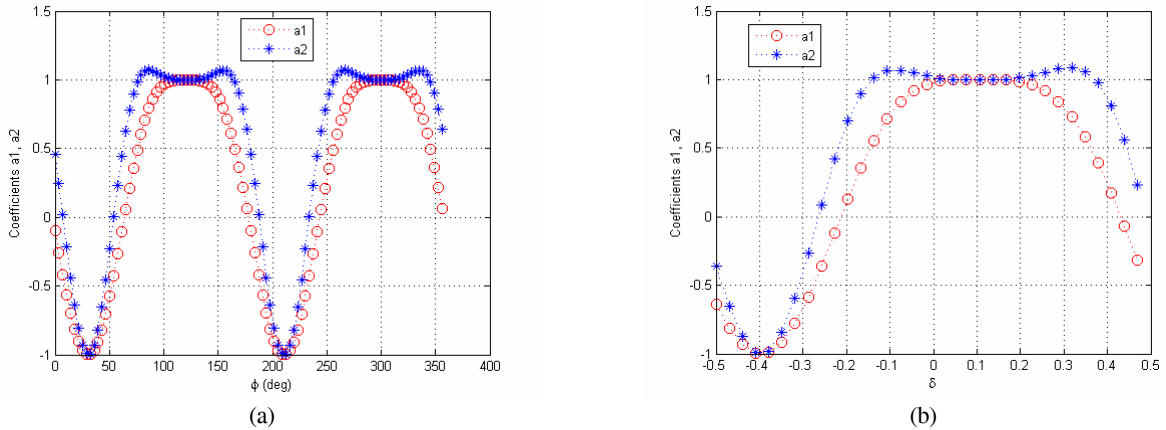 1.5
1
0.5
0
-0.5
-1
0 50 100 150 200 250 300 350 400
Coefficients a1, a2
ϕ (deg)
a1
a2
(a)
1.5
1
0.5
0
-0.5
-1
-0.5 -0.4 -0.3 -0.2 -0.1 0 0.1 0.2 0.3 0.4 0.5
Coefficients a1, a2
δ
a1
a2
(b)